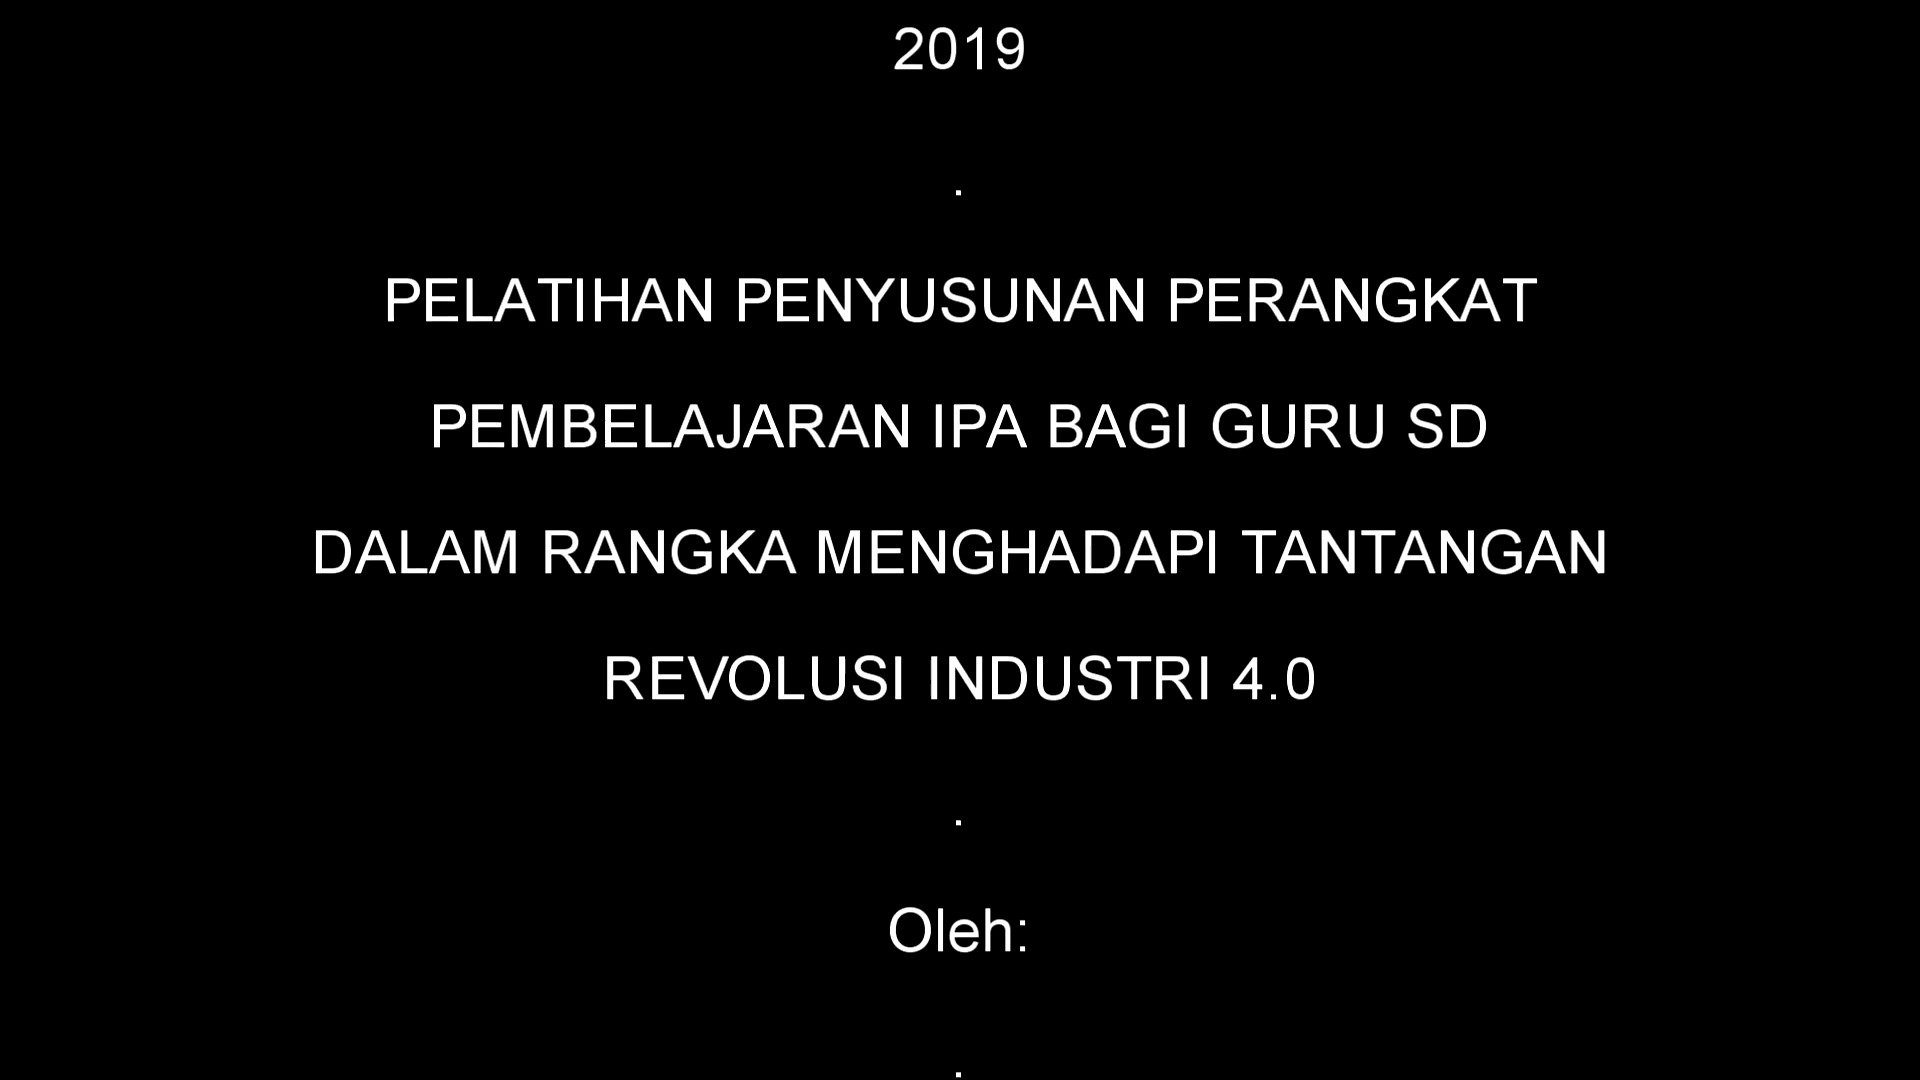 2019
.
PELATIHAN PENYUSUNAN PERANGKAT
PEMBELAJARAN IPA BAGI GURU SD
DALAM RANGKA MENGHADAPI TANTANGAN
REVOLUSI INDUSTRI 4.0
.
Oleh:
.